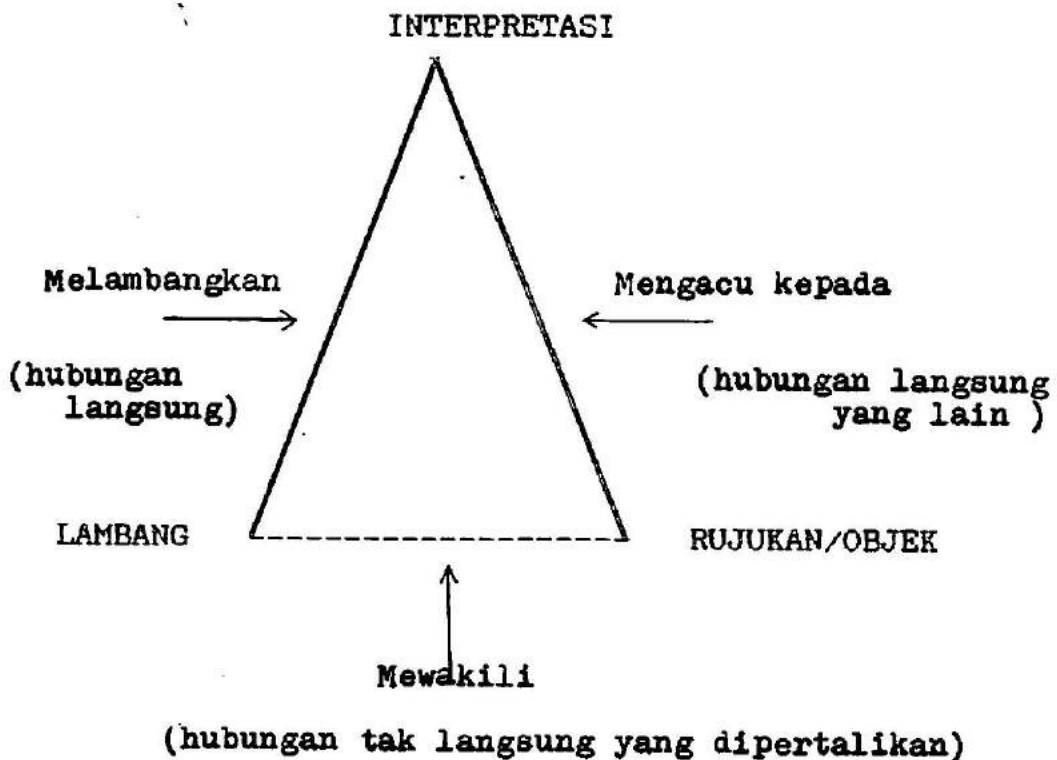 INTERPRETASI
Melambangkan
Mengacu kepada
(hubungan
langsung)
(hubungan langsung
yang lain )
LAMBANG
RUJUKAN/OBJEK
Mewakili
(hubungan tak langsung yang dipertalikan)